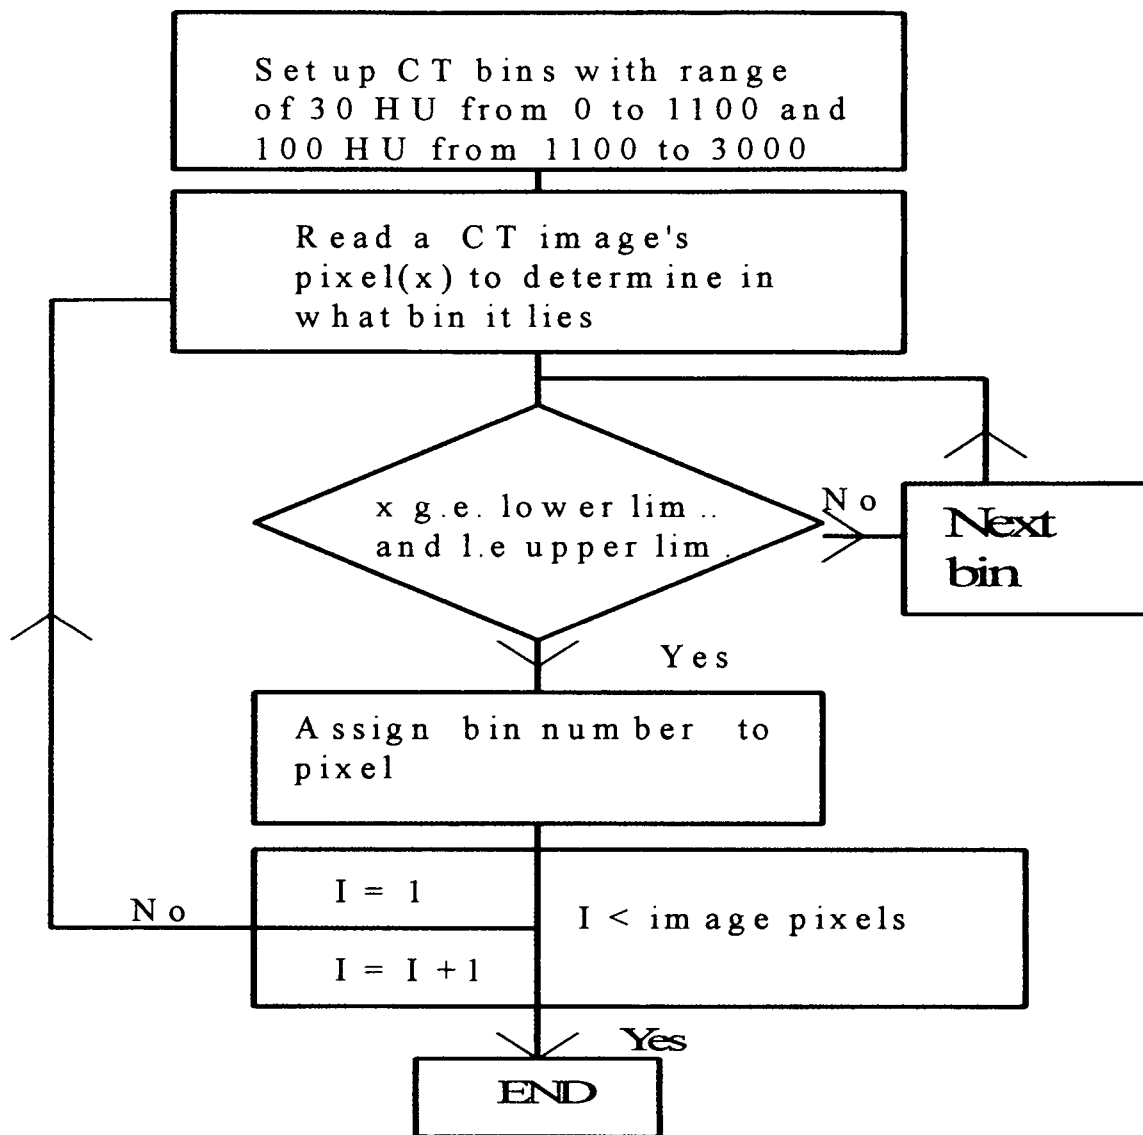 Set up CT bins with range
of 30 HU from 0 to 1100 and
100 HU from 1100 to 3000
Read a CT image's
pixel(x) to determine in
what bin it lies
x g.e. lower lim ..
and l.e upper lim .
No
Next
bin
Yes
Assign bin number to
pixel
No
I = 1
I = I + 1
I < image pixels
Yes
END